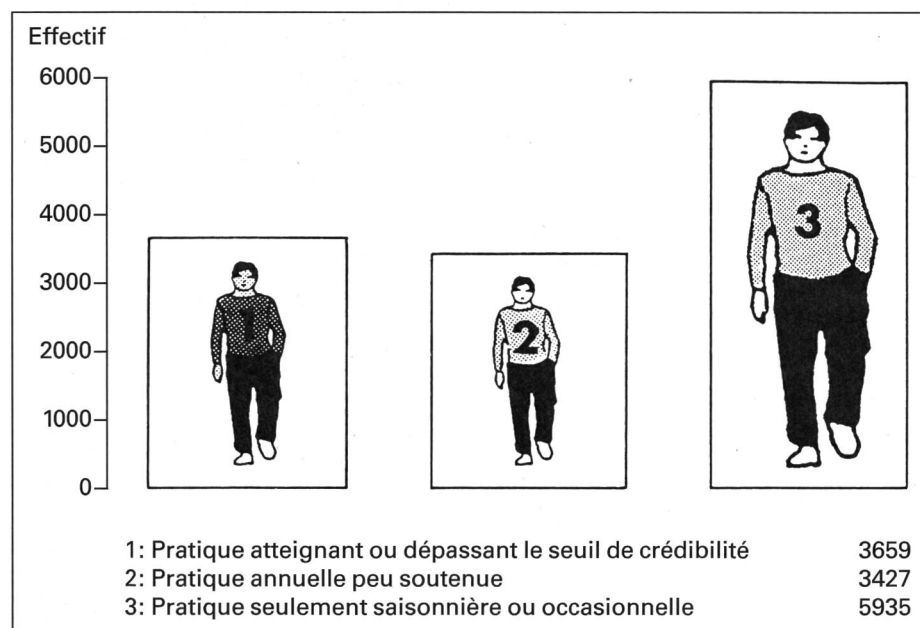 Effectif
6000
5000
4000
3000
2000
1000
0
1
2
3
1: Pratique atteignant ou dépassant le seuil de crédibilité 3659
2: Pratique annuelle peu soutenue 3427
3: Pratique seulement saisonnière ou occasionnelle 5935